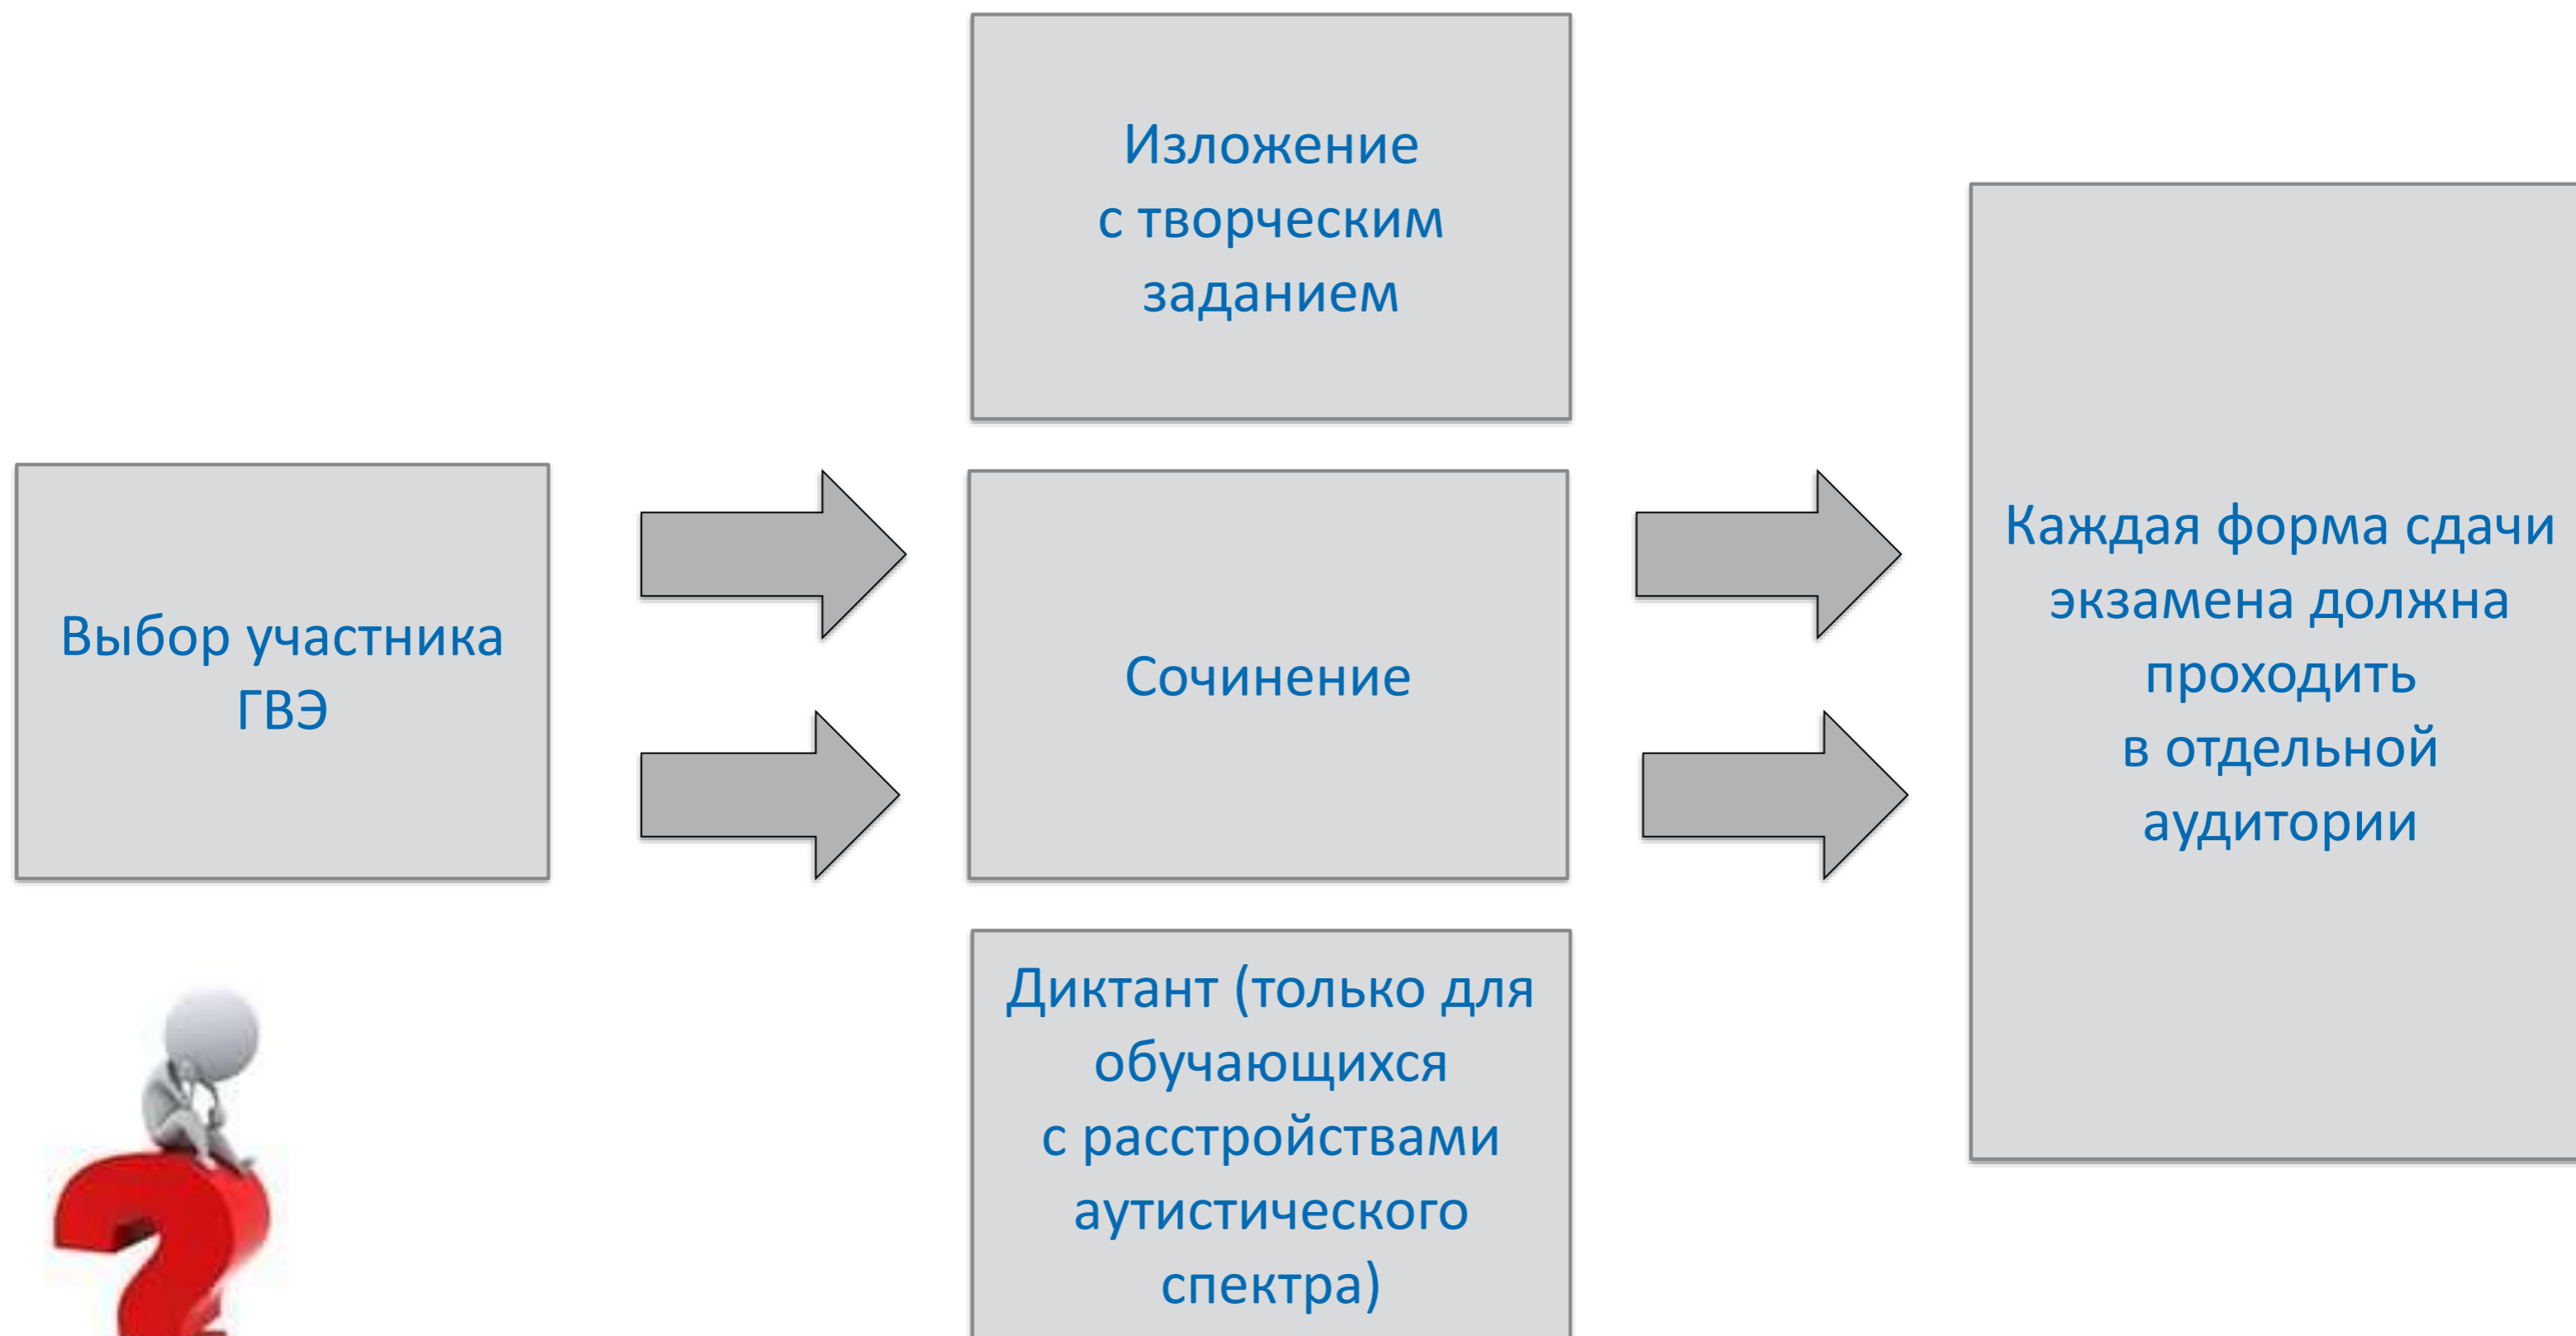 Выбор участника
ГВЭ
Изложение
с творческим
заданием
Сочинение
Диктант (только для
обучающихся
с расстройствами
аутистического
спектра)
Каждая форма сдачи
экзамена должна
проходить
в отдельной
аудитории